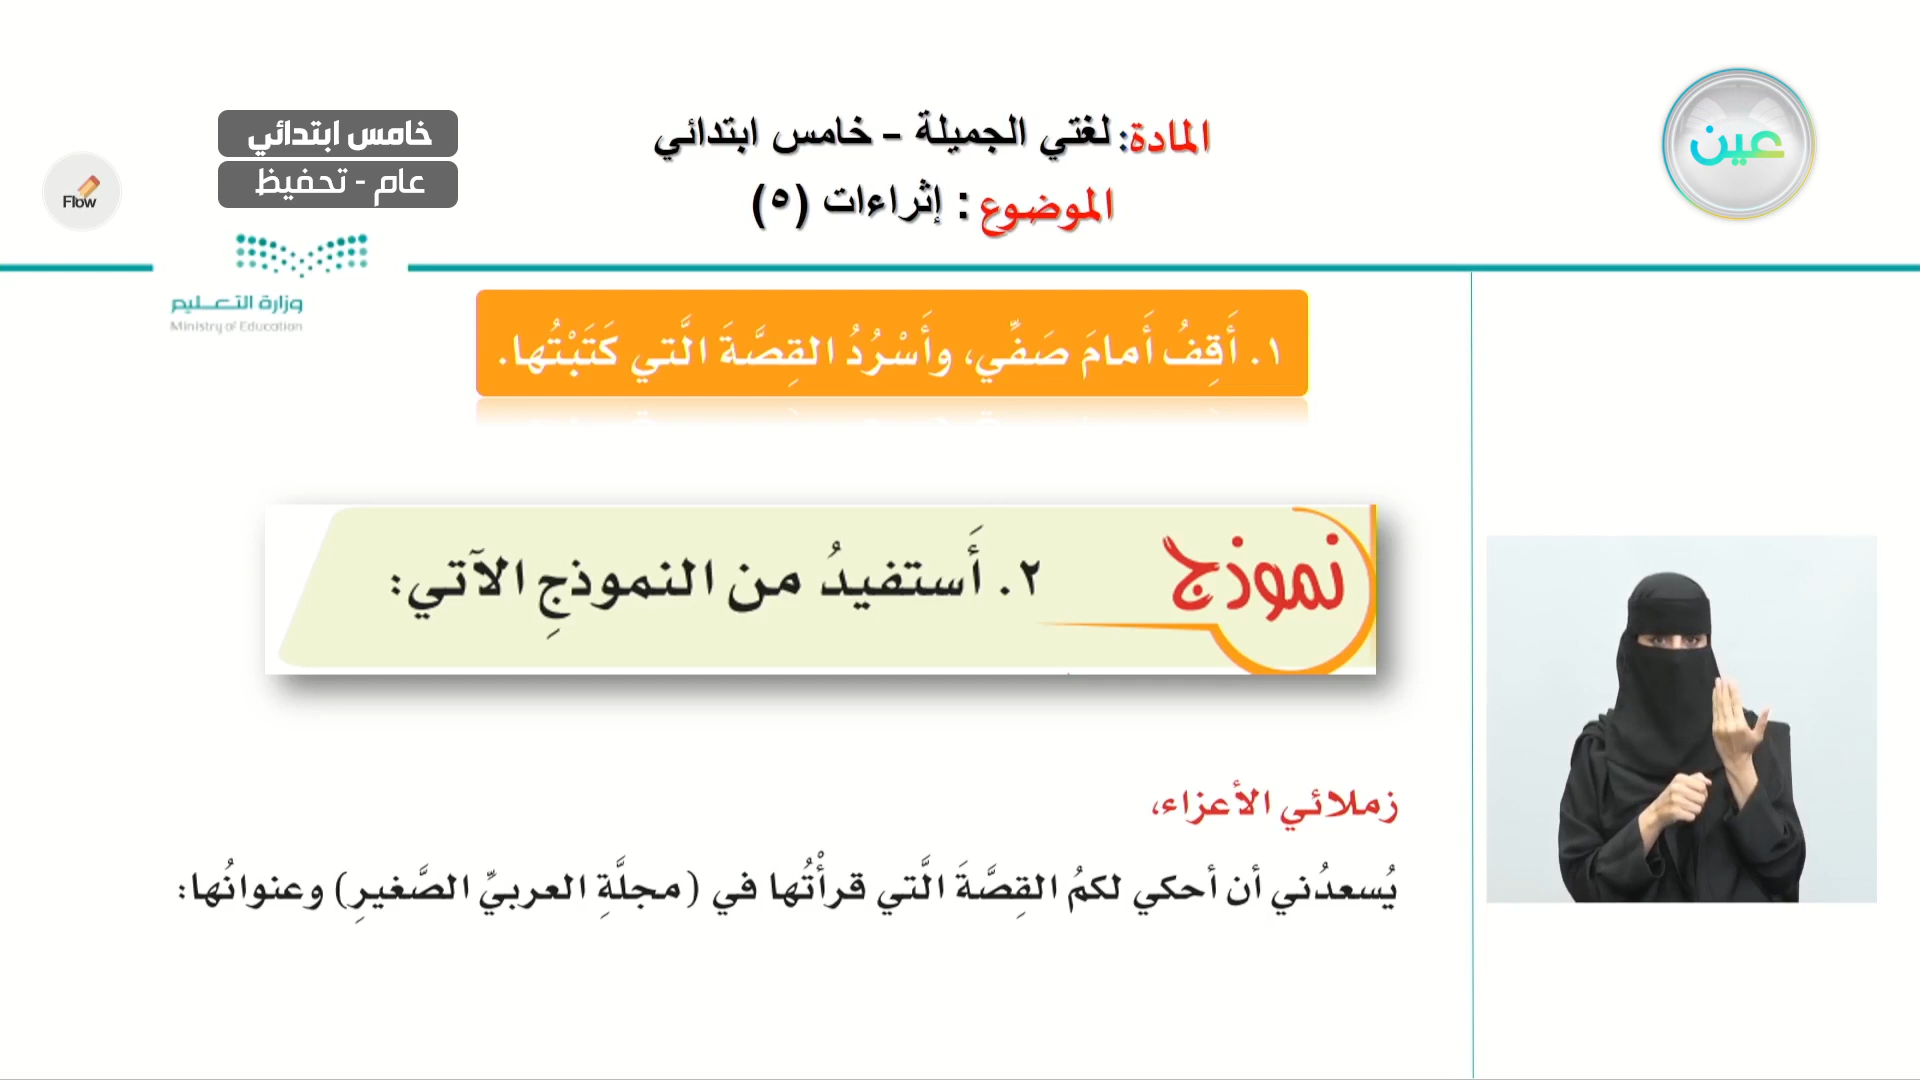 عين
المادة: لغتي الجميلة - خامس ابتدائي
الموضوع : إثراءات (٥)
خامس ابتدائي
عام - تحفيظ
Flow
وزارة التعليم
Ministry of Education
١. أَقِفُ أَمامَ صَفِّي، وأَسْرُدُ القِصَّةَ الَّتي كَتَبْتُها.
نموذج
٢. أَستفيدُ من النموذجِ الآتي:
زملائي الأعزاء،
يُسعدُني أن أحكي لكمُ القِصَّةَ الَّتي قرأْتُها في (مجلَّةِ العربيِّ الصَّغيرِ) وعنوانُها: